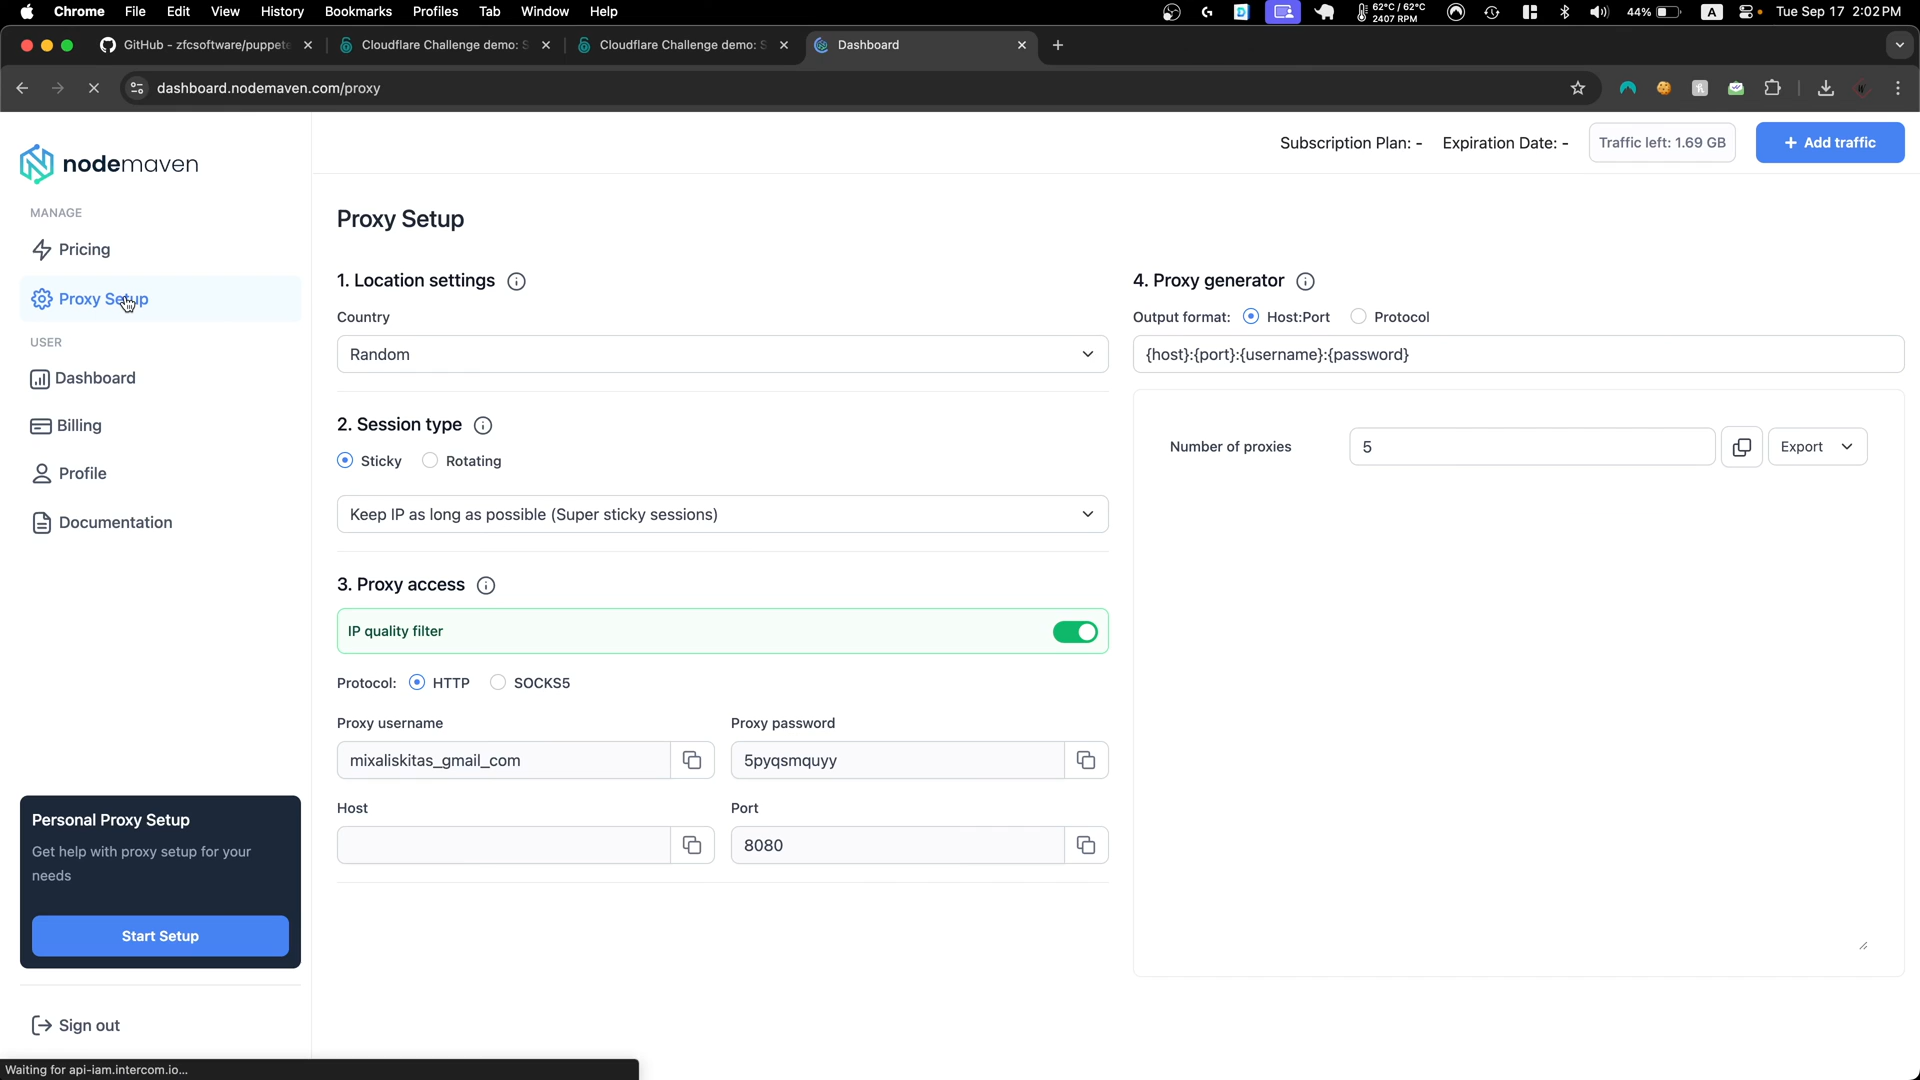 Chrome File Edit View History Bookmarks Profiles Tab Window Help
62°C / 62°C
2407 RPM
44% A Tue Sep 17 2:02 PM
GitHub - zfcsoftware/puppete
Cloudflare Challenge demo: S
Cloudflare Challenge demo: S
Dashboard
dashboard.nodemaven.com/proxy
nodemaven
Subscription Plan: - Expiration Date: - Traffic left: 1.69 GB + Add traffic
MANAGE
Pricing
Proxy Setup
USER
Dashboard
Billing
Profile
Documentation
Personal Proxy Setup
Get help with proxy setup for your
needs
Start Setup
Sign out
Waiting for api-iam.intercom.io...
Proxy Setup
1. Location settings
Country
Random
2. Session type
Sticky Rotating
Keep IP as long as possible (Super sticky sessions)
3. Proxy access
IP quality filter
Protocol: HTTP SOCKS5
Proxy username Proxy password
mixaliskitas_gmail_com 5pyqsmquyy
Host Port
8080
4. Proxy generator
Output format: Host:Port Protocol
{host}:{port}:{username}:{password}
Number of proxies 5 Export